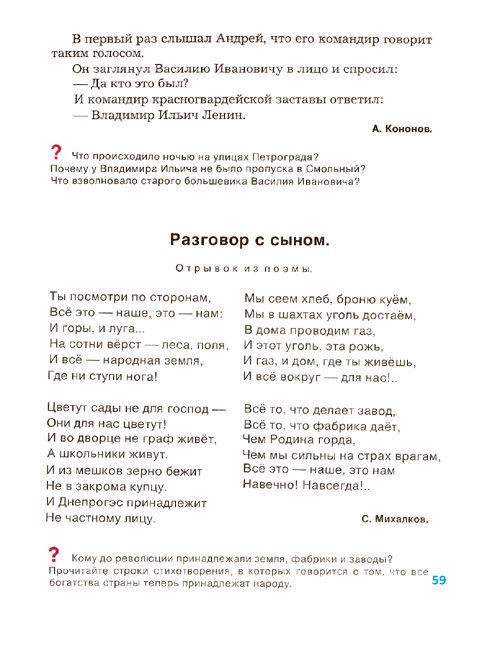 В первый раз слышал Андрей, что его командир говорит
таким голосом.
Он заглянул Василию Ивановичу в лицо и спросил:
— Да кто это был?
И командир красногвардейской заставы ответил:
— Владимир Ильич Ленин.
А. Кононов.
? Что происходило ночью на улицах Петрограда?
Почему у Владимира Ильича не было пропуска в Смольный?
Что взволновало старого большевика Василия Ивановича?
Разговор с сыном.
Отрывок из поэмы.
Ты посмотри по сторонам,
Всё это — наше, это — нам:
И горы, и луга...
На сотни вёрст — леса, поля,
И всё — народная земля,
Где ни ступи нога!
Цветут сады не для господ —
Они для нас цветут!
И во дворце не граф живёт,
А школьники живут.
И из мешков зерно бежит
Не в закрома купцу.
И Днепрогэс принадлежит
Не частному лицу.
Мы сеем хлеб, броню куём,
Мы в шахтах уголь достаём,
В дома проводим газ,
И этот уголь, эта рожь,
И газ, и дом, где ты живёшь,
И всё вокруг — для нас!..
Всё то, что делает завод,
Всё то, что фабрика даёт,
Чем Родина горда,
Чем мы сильны на страх врагам,
Всё это — наше, это нам
Навечно! Навсегда!..
С. Михалков.
? Кому до революции принадлежали земля, фабрики и заводы?
Прочитайте строки стихотворения, в которых говорится о том, что все
богатства страны теперь принадлежат народу.
59